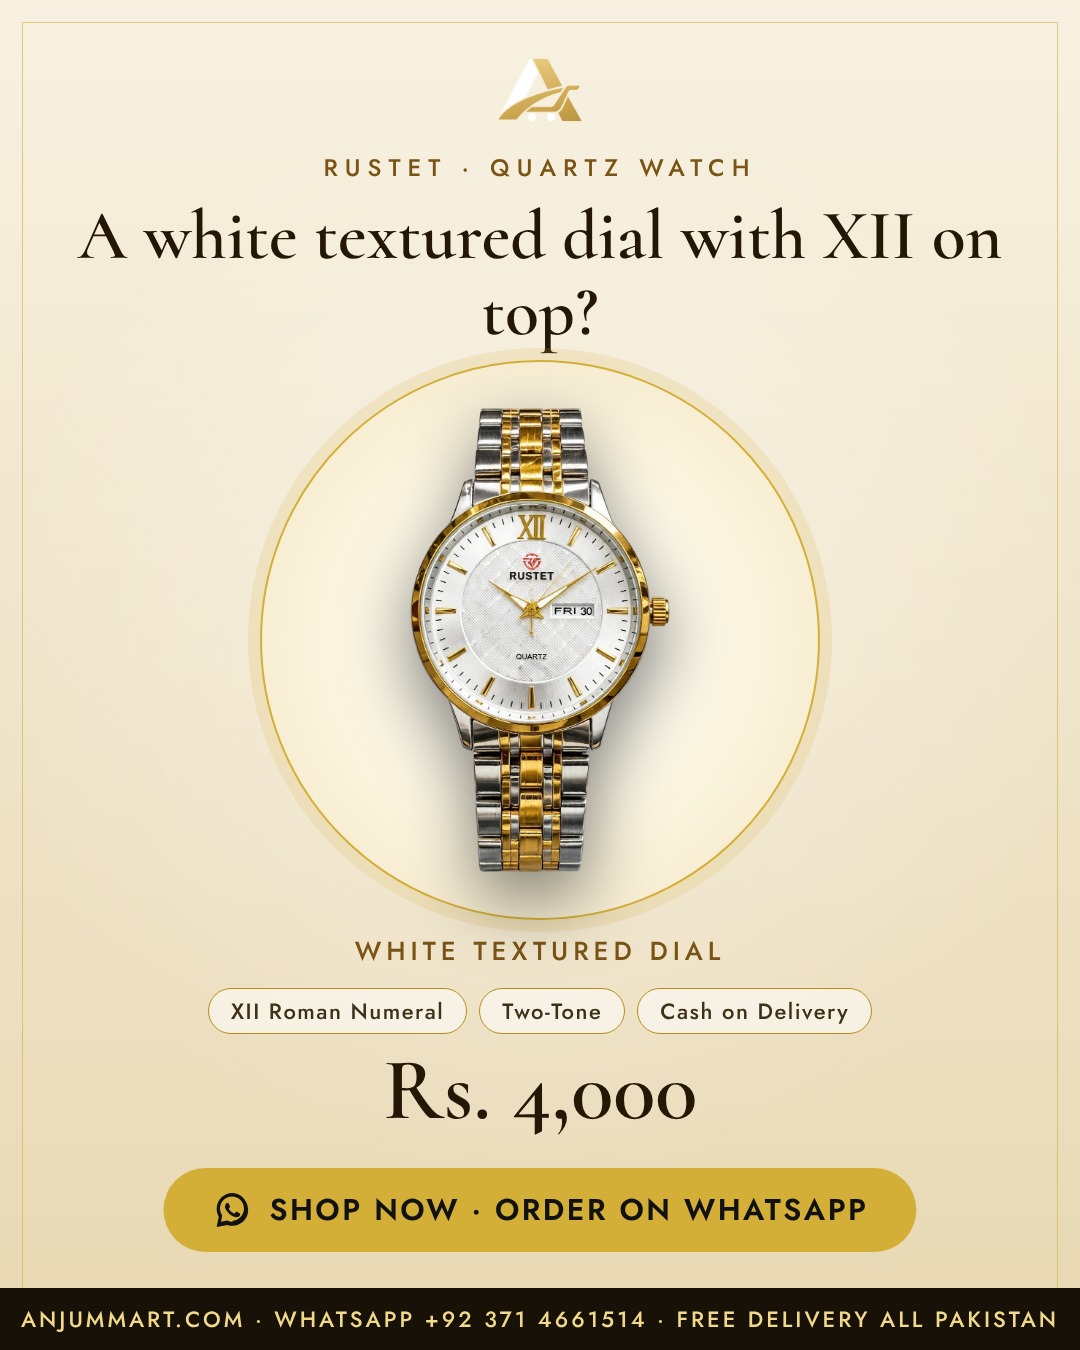 RUSTET · QUARTZ WATCH
A white textured dial with XII on
top?
XII
RUSTET
FRI 30
QUARTZ
WHITE TEXTURED DIAL
XII Roman Numeral
Two-Tone
Cash on Delivery
Rs. 4,000
SHOP NOW · ORDER ON WHATSAPP
ANJUMMART.COM · WHATSAPP +92 371 4661514 · FREE DELIVERY ALL PAKISTAN